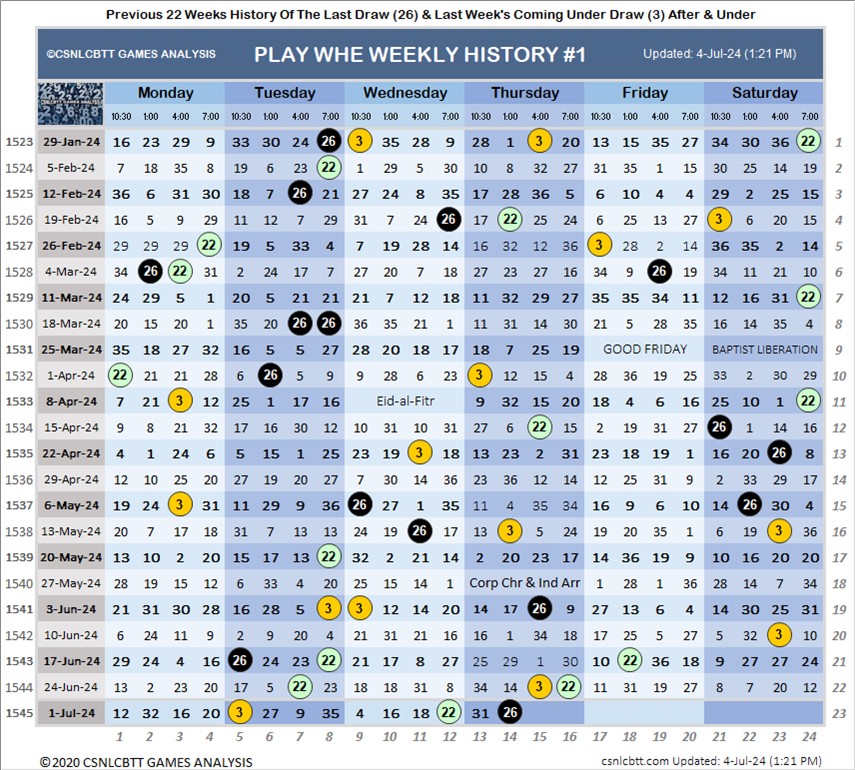 Previous 22 Weeks History Of The Last Draw (26) & Last Week's Coming Under Draw (3) After & Under
©CSNLCBTT GAMES ANALYSIS PLAY WHE WEEKLY HISTORY #1 Updated: 4-Jul-24 (1:21 PM)
Monday Tuesday Wednesday Thursday Friday Saturday
10:30 1:00 4:00 7:00 10:30 1:00 4:00 7:00 10:30 1:00 4:00 7:00 10:30 1:00 4:00 7:00 10:30 1:00 4:00 7:00 10:30 1:00 4:00 7:00
1523 29-Jan-24 16 23 29 9 33 30 24 26 3 35 28 9 28 1 3 20 13 15 35 27 34 30 36 22 1
1524 5-Feb-24 7 18 35 8 19 6 23 22 1 29 5 30 10 8 32 27 31 35 1 15 30 25 14 19 2
1525 12-Feb-24 36 6 31 30 18 7 26 21 27 24 8 35 17 28 36 5 6 10 4 4 29 2 25 15 3
1526 19-Feb-24 16 5 9 29 11 12 7 29 31 7 24 26 17 22 25 24 6 25 13 27 3 6 20 15 4
1527 26-Feb-24 29 29 29 22 19 5 33 4 7 19 28 14 16 32 12 36 3 28 2 14 36 35 2 14 5
1528 4-Mar-24 34 26 22 31 2 24 17 7 27 20 7 18 27 23 27 16 34 9 26 19 34 11 21 10 6
1529 11-Mar-24 24 29 5 1 20 5 21 21 21 7 12 18 11 32 29 27 35 35 34 11 12 16 31 22 7
1530 18-Mar-24 20 15 20 1 35 20 26 26 36 35 21 1 11 31 14 30 21 5 28 35 16 14 35 4 8
1531 25-Mar-24 35 18 27 32 16 5 5 27 28 20 18 17 18 7 25 19 GOOD FRIDAY BAPTIST LIBERATION 9
1532 1-Apr-24 22 21 21 28 6 26 5 9 9 28 6 23 3 12 15 4 28 36 19 25 33 2 30 29 10
1533 8-Apr-24 7 21 3 12 25 1 17 16 Eid-al-Fitr 9 32 15 20 18 4 6 16 25 10 1 22 11
1534 15-Apr-24 9 8 21 32 17 16 30 12 10 31 10 31 27 6 22 15 2 19 31 27 26 1 14 16 12
1535 22-Apr-24 4 1 24 6 5 15 1 25 30 11 3 18 13 23 2 31 23 18 19 1 16 20 26 8 13
1536 29-Apr-24 12 10 25 20 27 19 20 27 7 30 14 36 23 36 12 14 29 31 9 25 2 33 29 17 14
1537 6-May-24 19 24 3 31 11 29 9 36 26 27 1 35 11 4 35 34 16 9 6 10 14 22 30 4 15
1538 13-May-24 20 7 17 18 31 7 13 13 24 19 26 17 13 3 5 24 19 20 35 1 6 19 3 36 16
1539 20-May-24 13 10 2 20 15 17 13 22 32 2 21 14 2 20 23 17 14 36 19 9 10 16 20 20 17
1540 27-May-24 28 19 15 12 6 33 4 20 25 15 14 1 Corp Chr & Ind Arr 1 28 1 36 28 14 7 34 18
1541 3-Jun-24 21 31 30 28 16 28 5 3 3 12 14 20 14 17 26 9 27 13 6 4 14 30 25 31 19
1542 10-Jun-24 6 24 11 9 2 9 20 4 21 31 21 16 16 1 34 18 17 25 5 27 5 32 3 10 20
1543 17-Jun-24 29 24 4 16 26 24 23 22 21 17 8 27 25 29 1 30 10 22 36 18 9 27 27 24 21
1544 24-Jun-24 13 2 23 20 17 5 22 23 18 18 31 8 34 14 3 22 11 31 19 27 8 7 20 12 22
1545 1-Jul-24 12 32 16 20 3 27 9 35 4 16 18 22 31 26 23
1 2 3 4 5 6 7 8 9 10 11 12 13 14 15 16 17 18 19 20 21 22 23 24
©2020 CSNLCBTT GAMES ANALYSIS csnlcbtt.com Updated: 4-Jul-24 (1:21 PM)